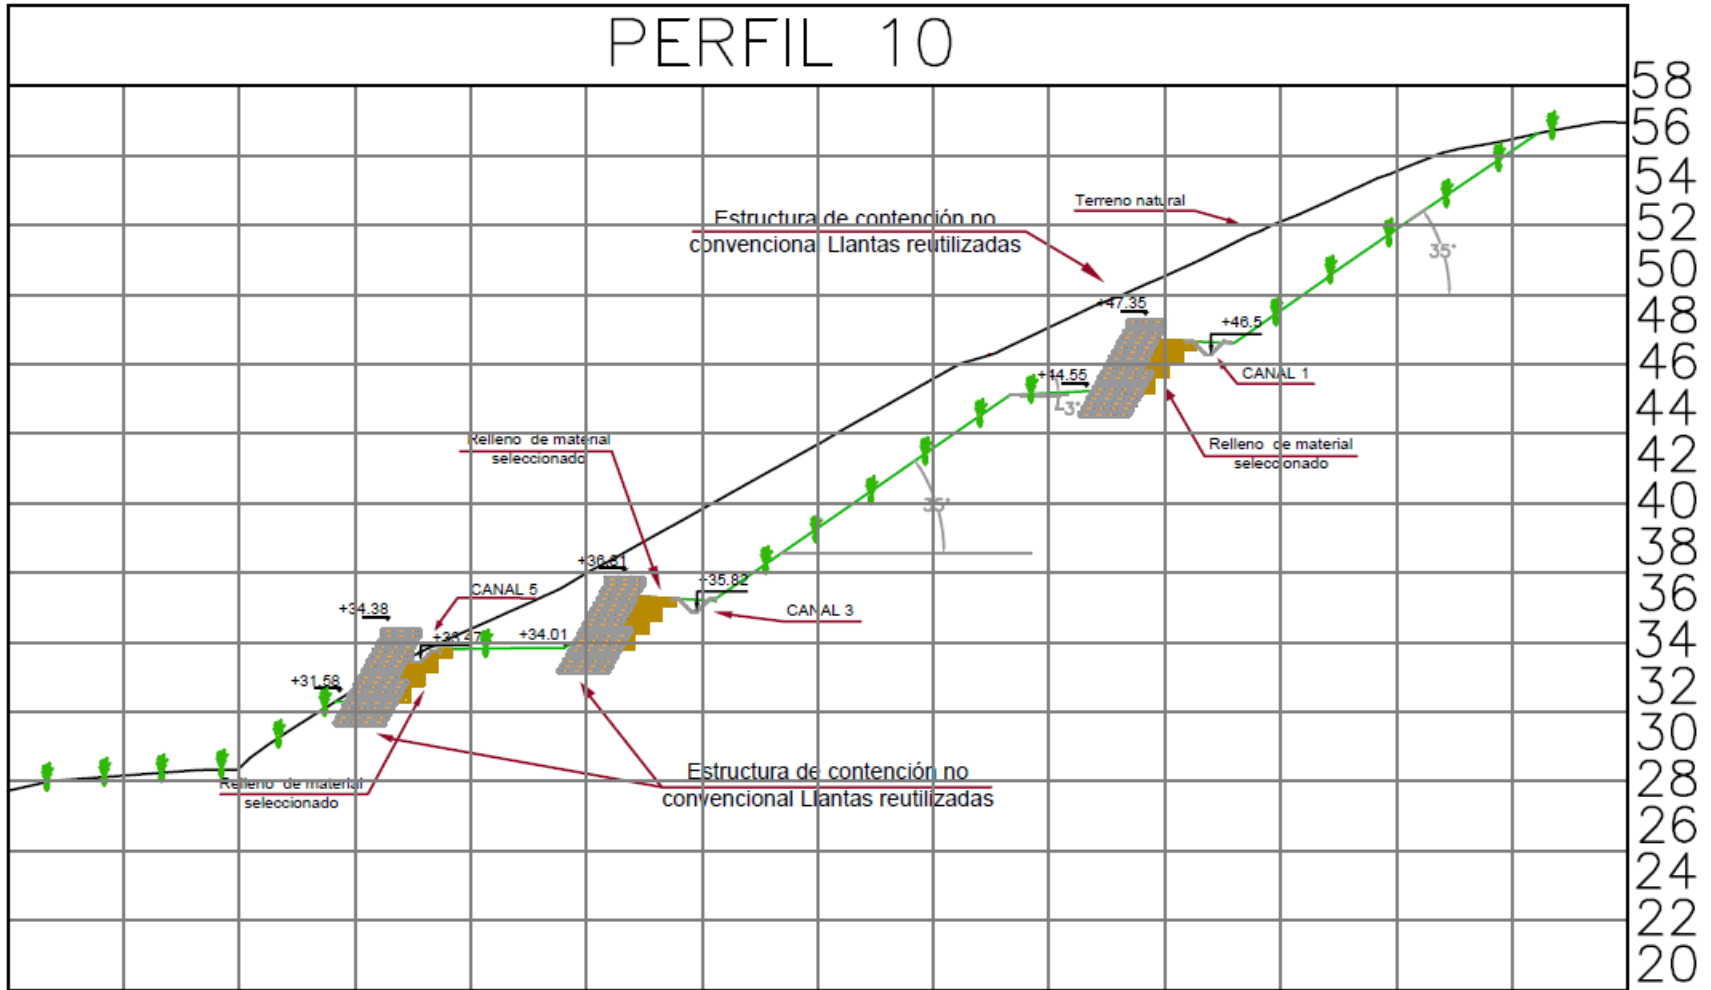 PERFIL 10
58
56
54
52
50
48
46
44
42
40
38
36
34
32
30
28
26
24
22
20
Terreno natural
Estructura de contención no
convencional Llantas reutilizadas
35°
+47.35
+46.5
CANAL 1
+44.55
3°
Relleno de material
seleccionado
Relleno de material
seleccionado
35°
+36.81
+35.82
CANAL 3
CANAL 5
+34.38
+33.47
+34.01
+31.58
Relleno de material
seleccionado
Estructura de contención no
convencional Llantas reutilizadas